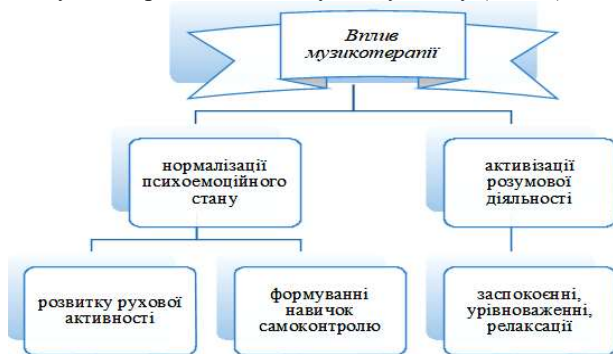 Вплив
музикотерапії
нормалізації
психоемоційного
стану
активізації
розумової
діяльності
розвитку рухової
активності
формуванні
навичок
самоконтролю
заспокоєнні,
урівноваженні,
релаксації